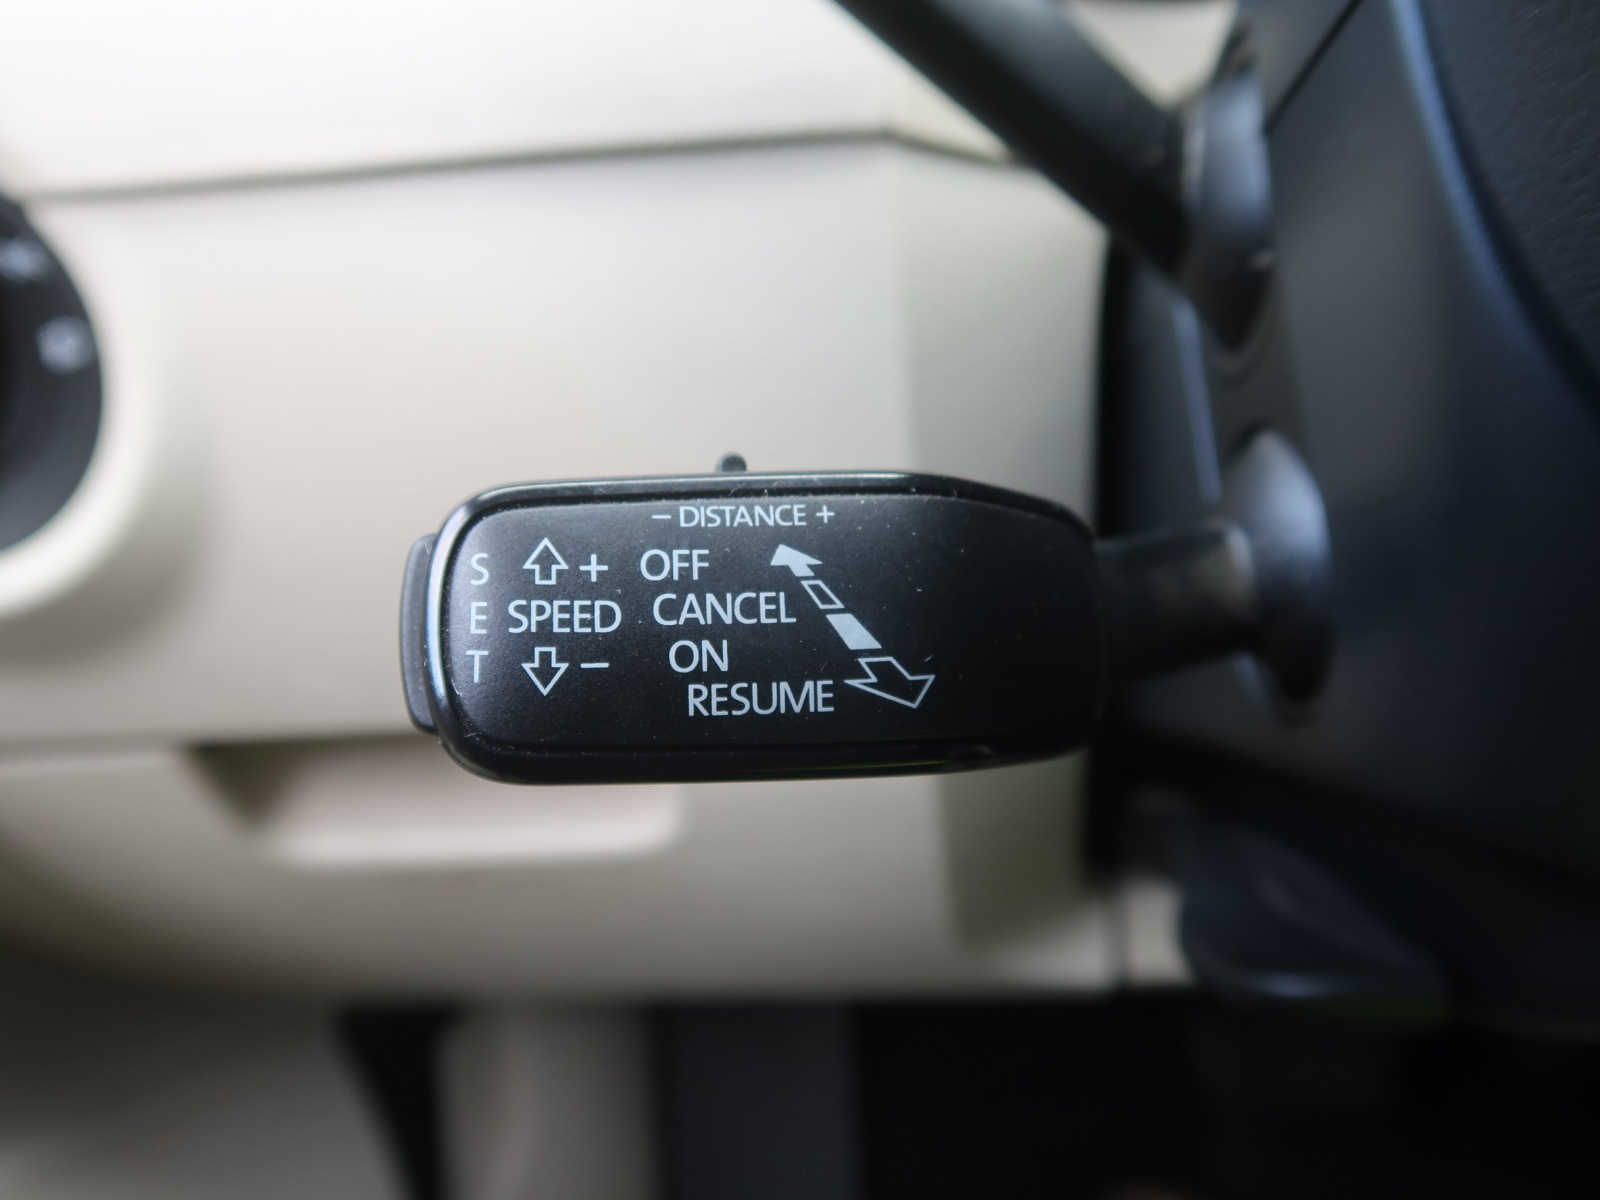 − DISTANCE +
S + OFF
E SPEED CANCEL
T − ON
RESUME